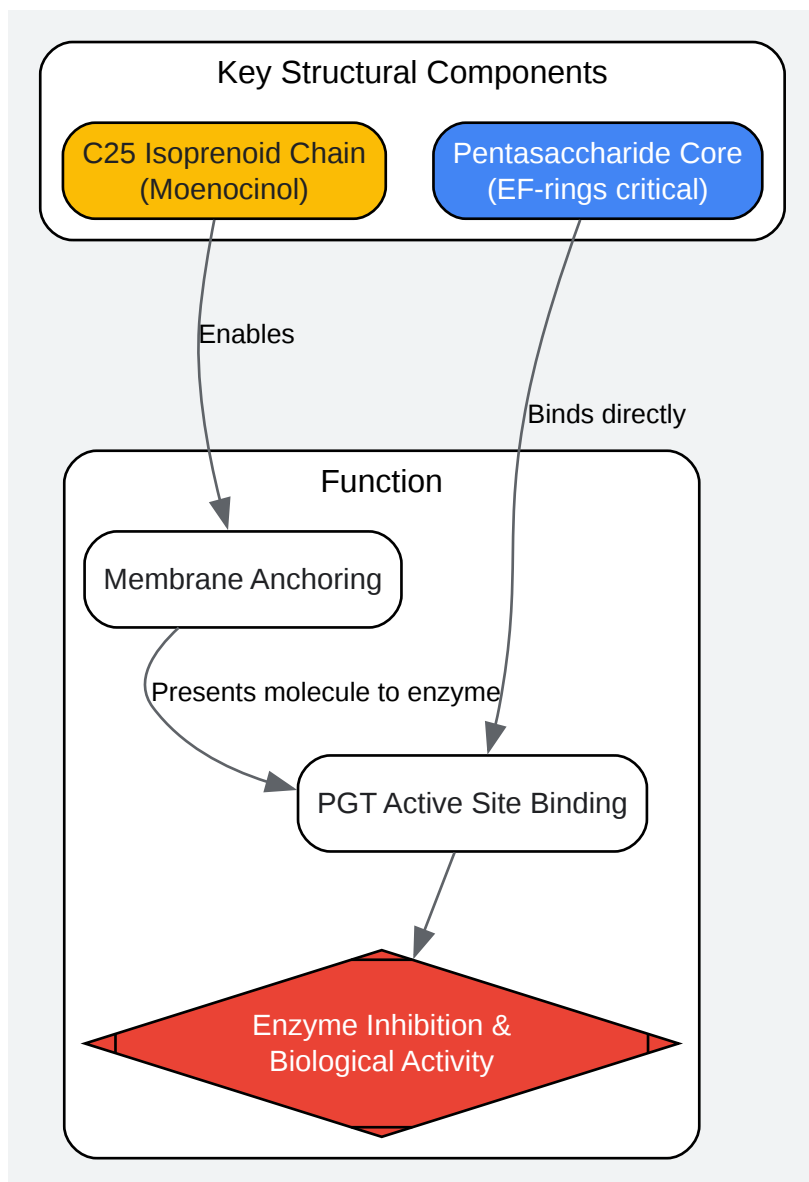 Key Structural Components
C25 Isoprenoid Chain
(Moenocinol)
Pentasaccharide Core
(EF-rings critical)
Enables
Binds directly
Function
Membrane Anchoring
Presents molecule to enzyme
PGT Active Site Binding
Enzyme Inhibition &
Biological Activity